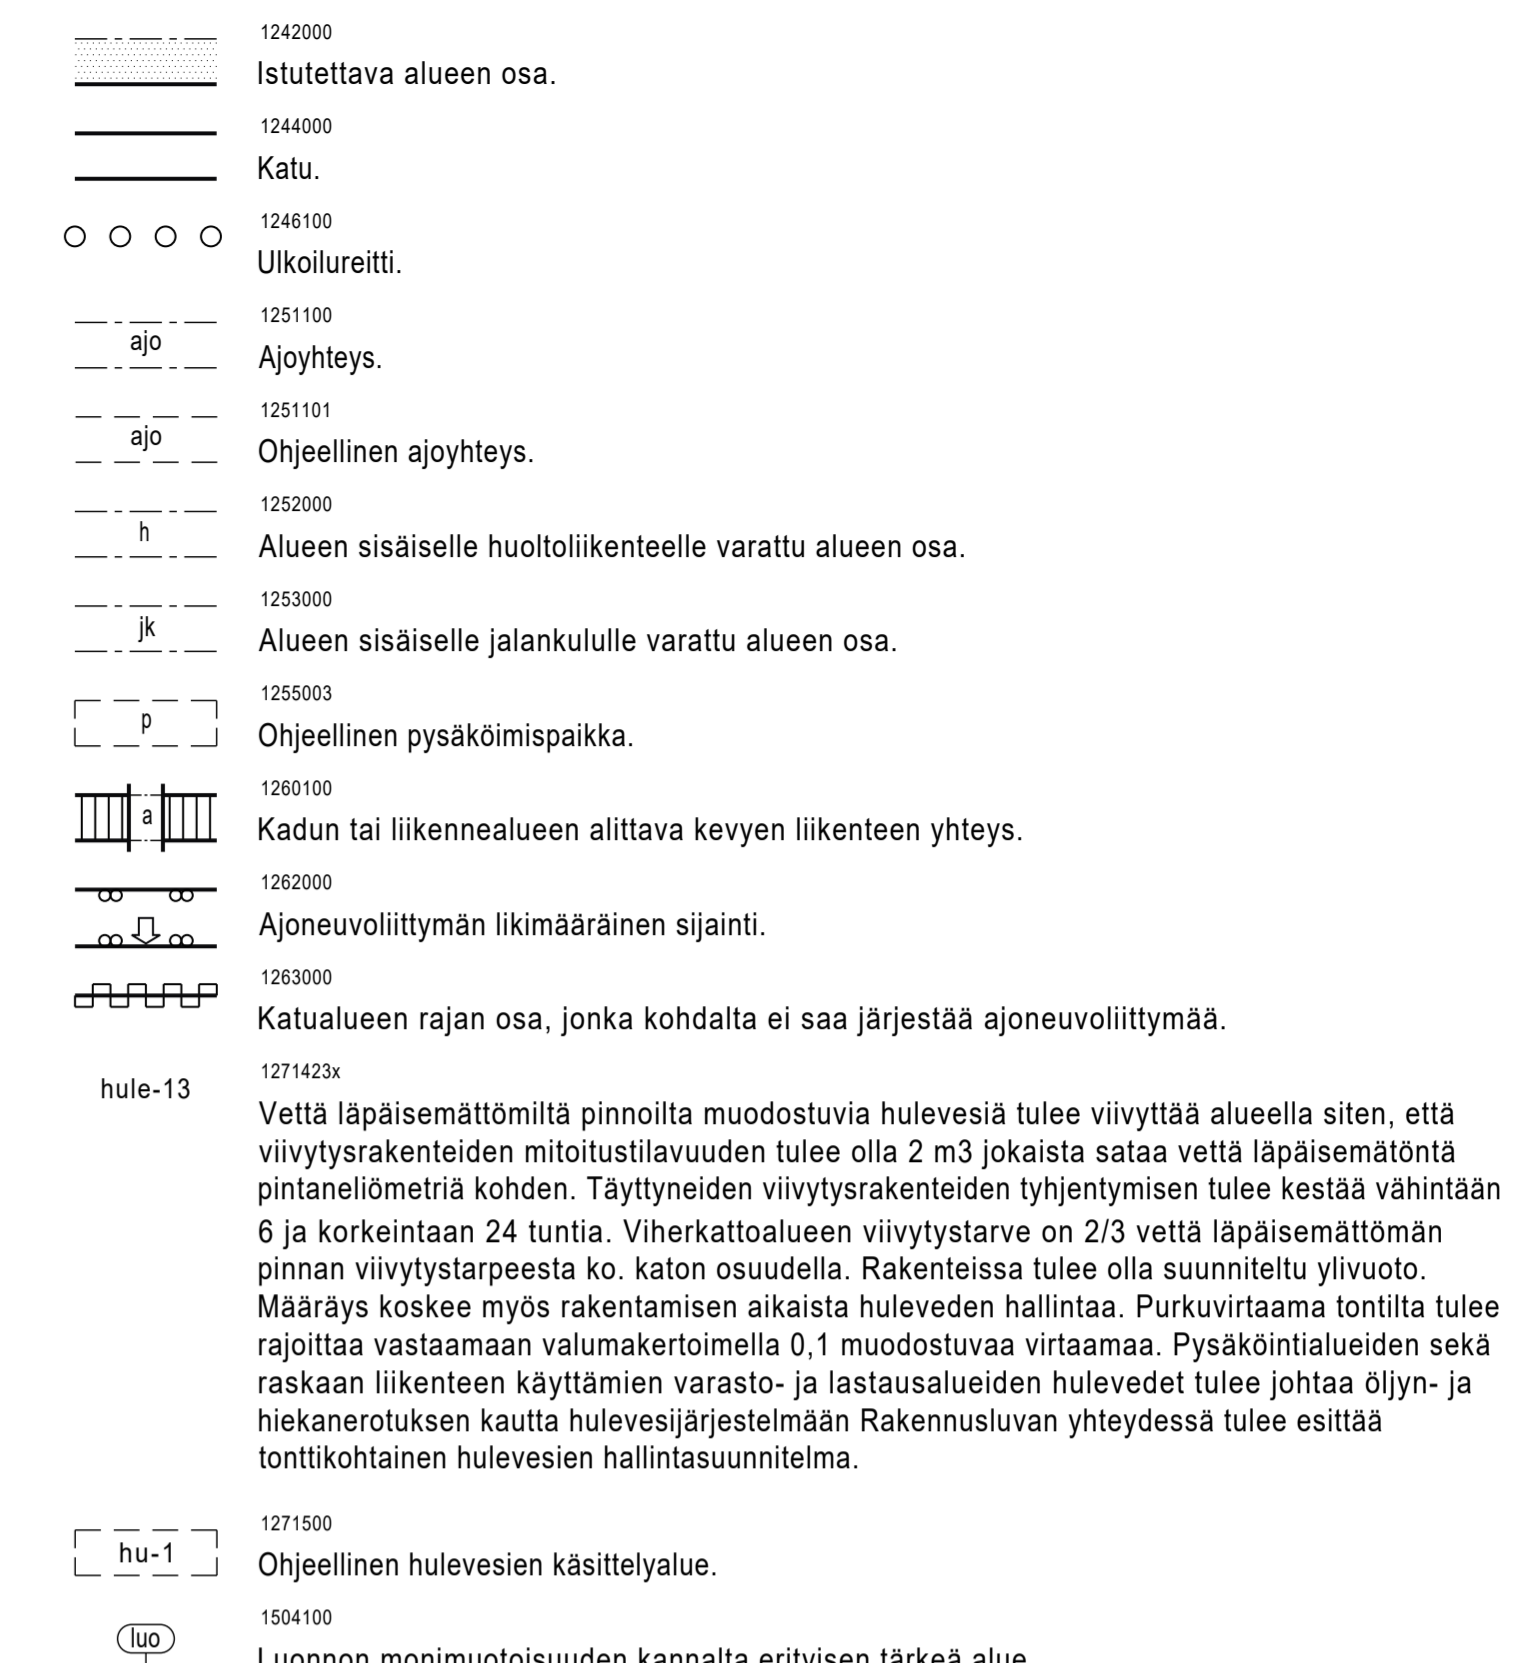 1242000
Istutettava alueen osa.
1244000
Katu.
1246100
Ulkoilureitti.
1251100
ajo
Ajoyhteys.
1251101
ajo
Ohjeellinen ajoyhteys.
1252000
h
Alueen sisäiselle huoltoliikenteelle varattu alueen osa.
1253000
jk
Alueen sisäiselle jalankululle varattu alueen osa.
1255003
p
Ohjeellinen pysäköimispaikka.
1260100
a
Kadun tai liikennealueen alittava kevyen liikenteen yhteys.
1262000
Ajoneuvoliittymän likimääräinen sijainti.
1263000
Katualueen rajan osa, jonka kohdalta ei saa järjestää ajoneuvoliittymää.
1271423x
hule-13
Vettä läpäisemättömiltä pinnoilta muodostuvia hulevesiä tulee viivyttää alueella siten, että
viivytysrakenteiden mitoitustilavuuden tulee olla 2 m3 jokaista sataa vettä läpäisemätöntä
pintaneliömetriä kohden. Täyttyneiden viivytysrakenteiden tyhjentymisen tulee kestää vähintään
6 ja korkeintaan 24 tuntia. Viherkattoalueen viivytystarve on 2/3 vettä läpäisemättömän
pinnan viivytystarpeesta ko. katon osuudella. Rakenteissa tulee olla suunniteltu ylivuoto.
Määräys koskee myös rakentamisen aikaista huleveden hallintaa. Purkuvirtaama tontilta tulee
rajoittaa vastaamaan valumakertoimella 0,1 muodostuvaa virtaamaa. Pysäköintialueiden sekä
raskaan liikenteen käyttämien varasto- ja lastausalueiden hulevedet tulee johtaa öljyn- ja
hiekanerotuksen kautta hulevesijärjestelmään Rakennusluvan yhteydessä tulee esittää
tonttikohtainen hulevesien hallintasuunnitelma.
1271500
hu-1
Ohjeellinen hulevesien käsittelyalue.
1504100
luo
Luonnon monimuotoisuuden kannalta erityisen tärkeä alue.